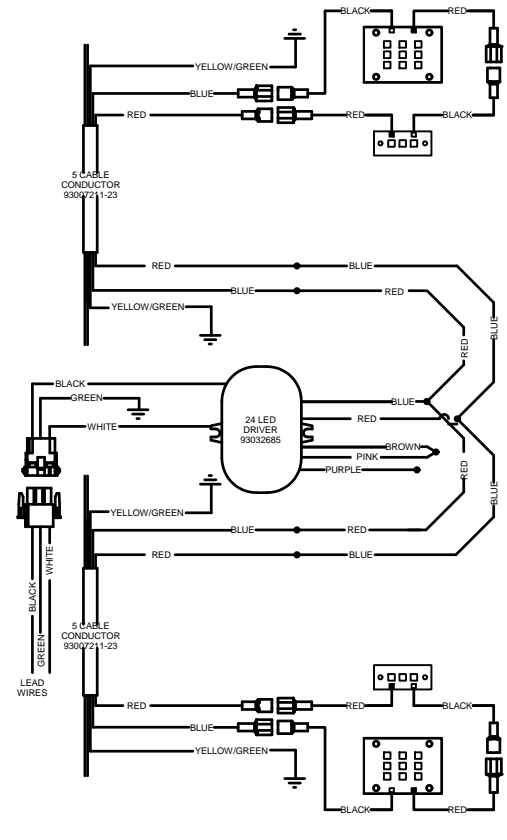 BLACK
RED
YELLOW/GREEN
BLUE
RED
RED
BLACK
5 CABLE
CONDUCTOR
93007211-23
RED
BLUE
BLUE
RED
YELLOW/GREEN
BLUE
RED
BLACK
GREEN
WHITE
24 LED
DRIVER
93032685
BLUE
RED
BROWN
PINK
PURPLE
RED
BLUE
YELLOW/GREEN
BLUE
RED
RED
BLUE
WHITE
BLACK
GREEN
LEAD
WIRES
5 CABLE
CONDUCTOR
93007211-23
RED
RED
BLACK
BLUE
YELLOW/GREEN
BLACK
RED